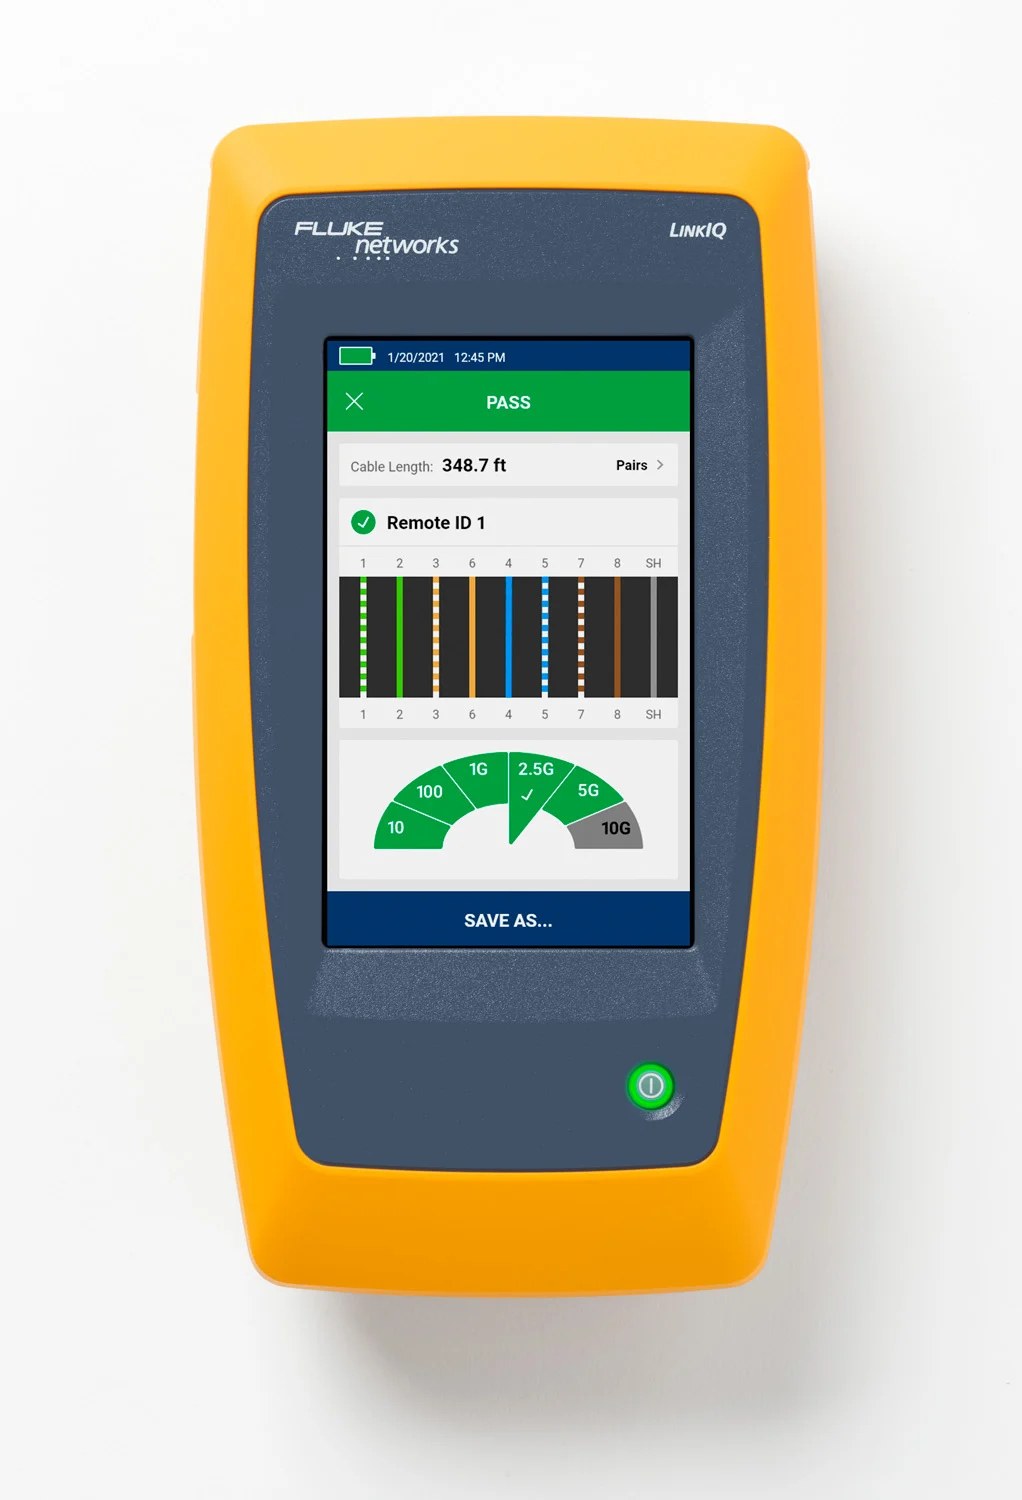 FLUKE
networks
LINKIQ
1/20/2021 12:45 PM
PASS
Cable Length: 348.7 ft Pairs
Remote ID 1
1 2 3 6 4 5 7 8 SH
1 2 3 6 4 5 7 8 SH
10 100 1G 2.5G 5G 10G
SAVE AS...